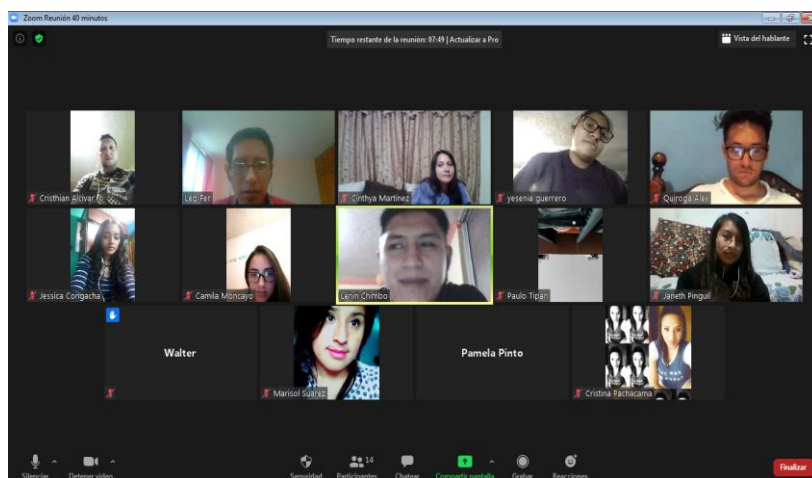 Zoom Reunión 40 minutos
Tiempo restante de la reunión: 07:49 | Actualizar a Pro
Vista del hablante
Cristhian Alcivar
Leo Fer
Cinthya Martinez
yesenia guerrero
Quiroga Alex
Jessica Congacha
Camila Moncayo
Lenin Chimbo
Paulo Tipan
Janeth Pinguil
Walter
Marisol Suarez
Pamela Pinto
Cristina Pachacama
Silenciar
Detener video
Seguridad
Participantes
14
Chatear
Compartir pantalla
Grabar
Reacciones
Finalizar